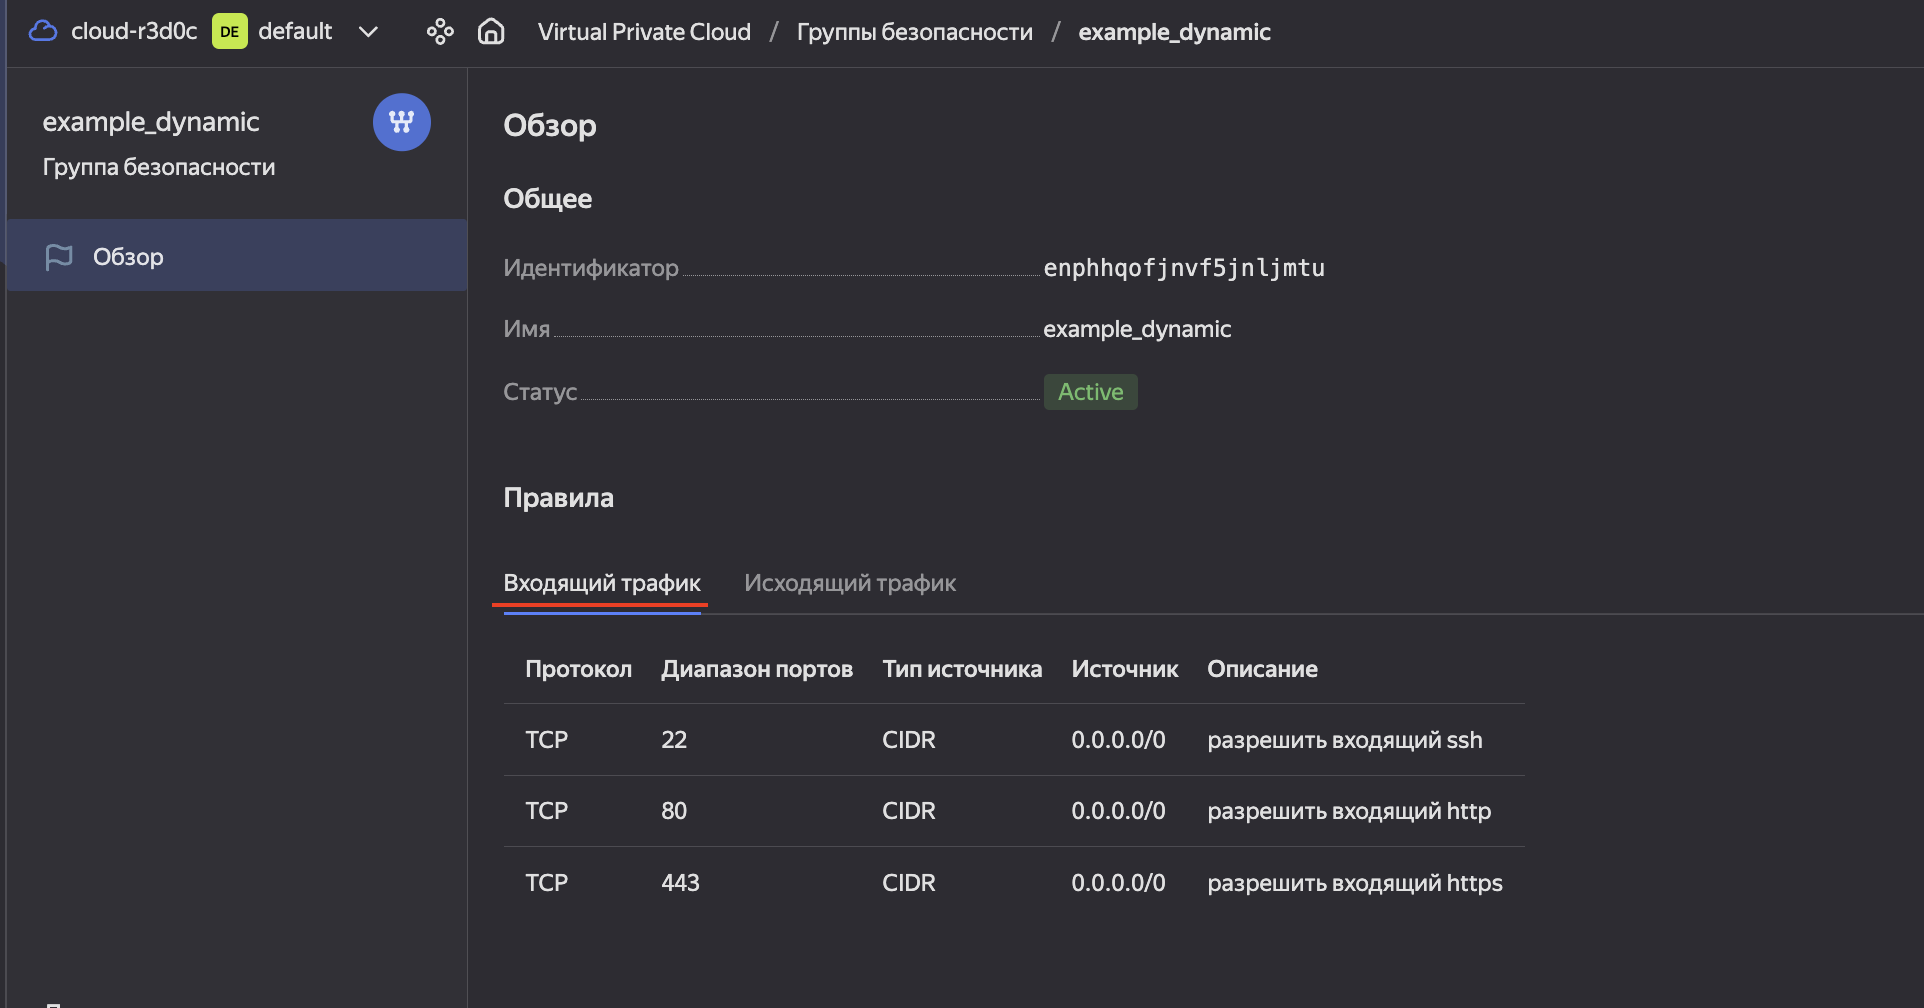 cloud-r3d0c DE default Virtual Private Cloud / Группы безопасности / example_dynamic
example_dynamic
Группа безопасности
Обзор
Обзор
Общее
Идентификатор enphhqofjnvf5jnljmtu
Имя example_dynamic
Статус Active
Правила
Входящий трафик Исходящий трафик
Протокол Диапазон портов Тип источника Источник Описание
TCP 22 CIDR 0.0.0.0/0 разрешить входящий ssh
TCP 80 CIDR 0.0.0.0/0 разрешить входящий http
TCP 443 CIDR 0.0.0.0/0 разрешить входящий https